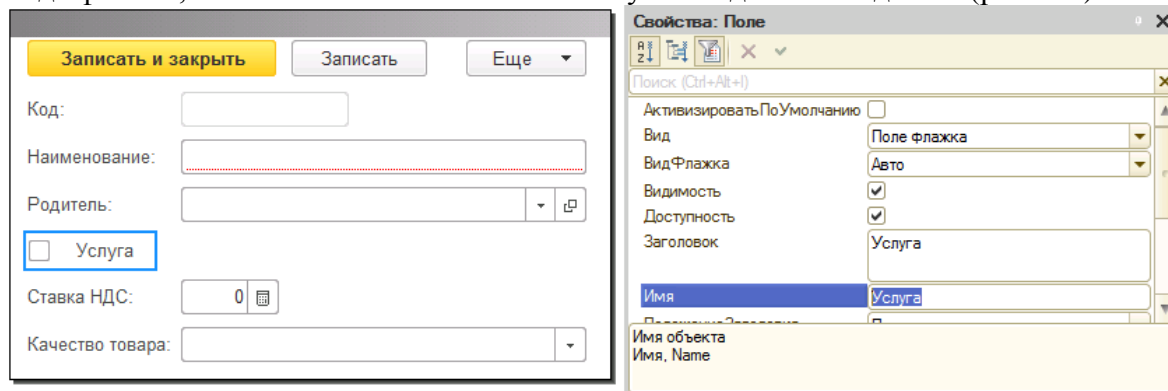 Свойства: Поле
Записать и закрыть Записать Еще
Поиск (Ctrl+Alt+I)
Код:
Наименование:
Родитель:
Услуга
Ставка НДС: 0
Качество товара:
АктивизироватьПоУмолчанию
Вид Поле флажка
ВидФлажка Авто
Видимость
Доступность
Заголовок Услуга
Имя Услуга
Имя объекта
Имя, Name